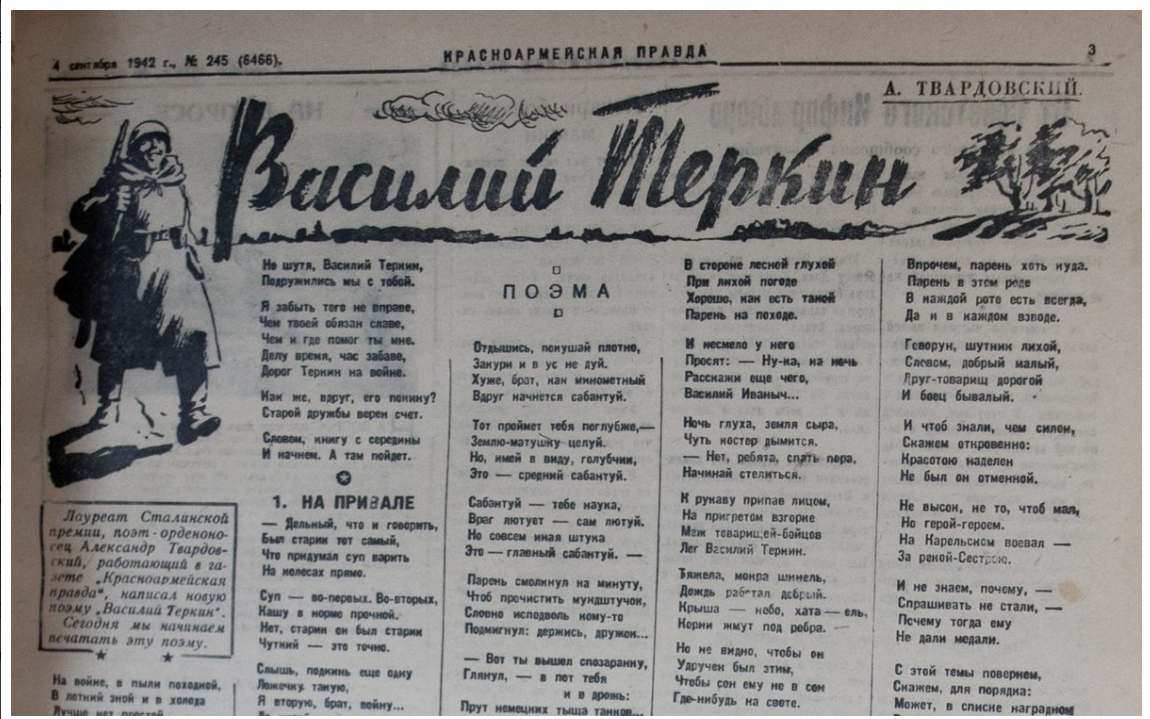 4 сентября 1942 г., № 245 (6466).
КРАСНОАРМЕЙСКАЯ ПРАВДА
3
А. ТВАРДОВСКИЙ.
Василий Теркин
Лауреат Сталинской
премии, поэт-орденоно-
сец Александр Твардов-
ский, работающий в га-
зете „Красноармейская
правда“, написал новую
поэму „Василий Теркин“.
Сегодня мы начинаем
печатать эту поэму.
На войне, в пыли походной,
В летний зной и в холода
Лучше нет простой
Не шутя, Василий Теркин,
Подружились мы с тобой.
Я забыть того не вправе,
Чем твоей обязан славе,
Чем и где помог ты мне.
Делу время, час забаве,
Дорог Теркин на войне.
Как же, вдруг, его покину?
Старой дружбы верен счет.
Словом, книгу с середины
И начнем. А там пойдет.
1. НА ПРИВАЛЕ
— Дельный, что и говорить,
Был старик тот самый,
Что придумал суп варить
На колесах прямо.
Суп — во-первых. Во-вторых,
Кашу в норме прочной.
Нет, старик он был старик
Чуткий — это точно.
Слышь, подкинь еще одну
Ложечку такую,
Я вторую, брат, войну...
ПОЭМА
Отдышись, покушай плотно,
Закури и в ус не дуй.
Хуже, брат, как минометный
Вдруг начнется сабантуй.
Тот проймет тебя поглубже,—
Землю-матушку целуй.
Но, имей в виду, голубчик,
Это — средний сабантуй.
Сабантуй — тебе наука,
Враг лютует — сам лютуй.
Но совсем иная штука
Это — главный сабантуй. —
Парень смолкнул на минуту,
Чтоб прочистить мундштучок,
Словно исподволь кому-то
Подмигнул: держись, дружок...
— Вот ты вышел спозаранку,
Глянул, — в пот тебя
и в дрожь:
Прут немецких тыща танков...
В стороне лесной глухой
При лихой погоде
Хорошо, как есть такой
Парень на походе.
И несмело у него
Просят: — Ну-ка, на ночь
Расскажи еще чего,
Василий Иваныч...
Ночь глуха, земля сыра,
Чуть костер дымится.
— Нет, ребята, спать пора,
Начинай стелиться.
К рукаву припав лицом,
На пригретом взгорке
Меж товарищей-бойцов
Лег Василий Теркин.
Тяжела, мокра шинель,
Дождь работал добрый.
Крыша — небо, хата — ель,
Корни жмут под ребра. —
Но не видно, чтобы он
Удручен был этим,
Чтобы сон ему не в сон
Где-нибудь на свете.
Впрочем, парень хоть куда.
Парень в этом роде
В каждой роте есть всегда,
Да и в каждом взводе.
Говорун, шутник лихой,
Словом, добрый малый,
Друг-товарищ дорогой
И боец бывалый.
И чтоб знали, чем силен,
Скажем откровенно:
Красотою наделен
Не был он отменной.
Не высок, не то, чтоб мал,
Но герой-героем.
На Карельском воевал —
За рекой-Сестрою.
И не знаем, почему, —
Спрашивать не стали, —
Почему тогда ему
Не дали медали.
С этой темы повернем,
Скажем, для порядка:
Может, в списке наградном